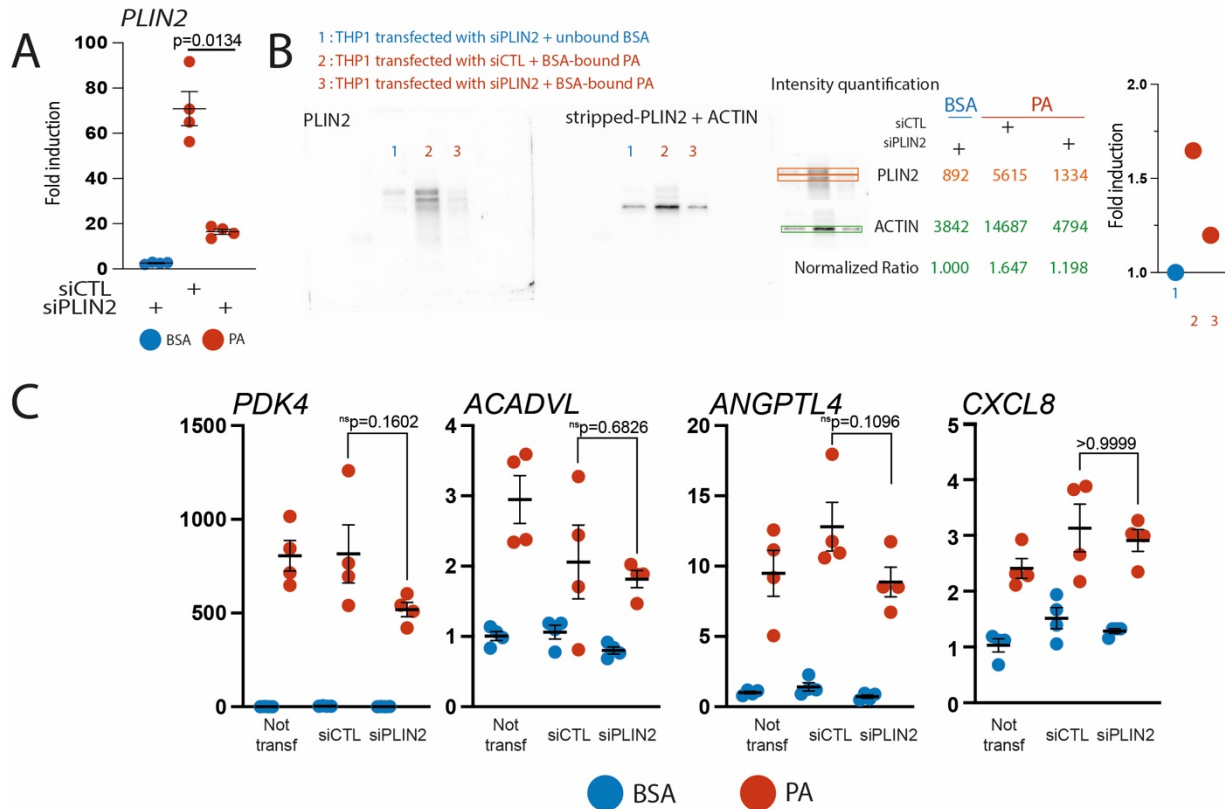 A
PLIN2
p=0.0134
Fold induction
100
80
60
40
20
0
siCTL +
siPLIN2 + +
BSA PA
B
1 : THP1 transfected with siPLIN2 + unbound BSA
2 : THP1 transfected with siCTL + BSA-bound PA
3 : THP1 transfected with siPLIN2 + BSA-bound PA
PLIN2
1 2 3
stripped-PLIN2 + ACTIN
1 2 3
Intensity quantification
BSA PA
siCTL +
siPLIN2 + +
PLIN2 892 5615 1334
ACTIN 3842 14687 4794
Normalized Ratio 1.000 1.647 1.198
Fold induction
2.0
1.5
1.0
1
2 3
C
PDK4
nsp=0.1602
1500
1000
500
0
Not transf
siCTL
siPLIN2
ACADVL
nsp=0.6826
4
3
2
1
0
Not transf
siCTL
siPLIN2
ANGPTL4
nsp=0.1096
20
15
10
5
0
Not transf
siCTL
siPLIN2
CXCL8
>0.9999
5
4
3
2
1
0
Not transf
siCTL
siPLIN2
BSA PA